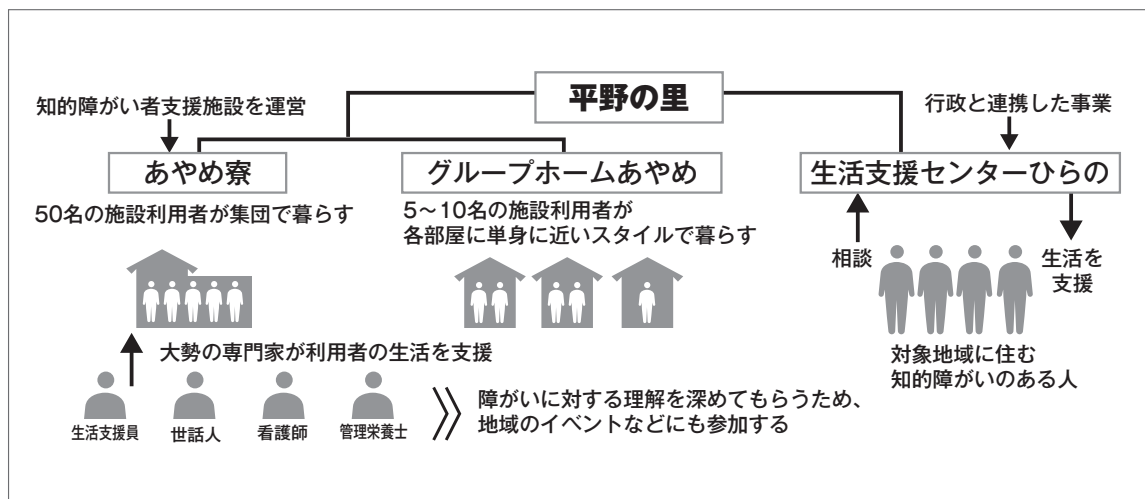 平野の里
知的障がい者支援施設を運営
行政と連携した事業
あやめ寮
グループホームあやめ
生活支援センターひらの
50名の施設利用者が集団で暮らす
5〜10名の施設利用者が
各部屋に単身に近いスタイルで暮らす
相談
生活を
支援
大勢の専門家が利用者の生活を支援
対象地域に住む
知的障がいのある人
生活支援員
世話人
看護師
管理栄養士
障がいに対する理解を深めてもらうため、
地域のイベントなどにも参加する